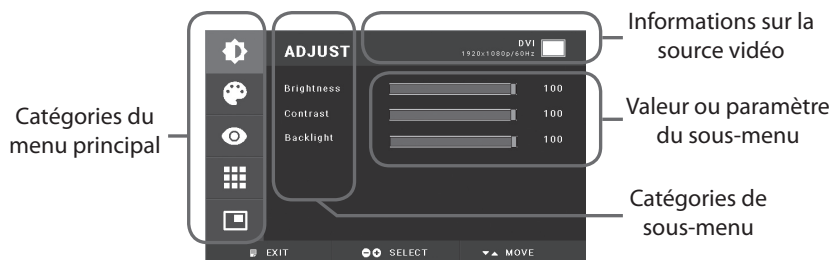 Informations sur la
source vidéo
DVI
1920x1080p/60Hz
ADJUST
Brightness
100
Contrast
100
Backlight
100
Catégories du
menu principal
Valeur ou paramètre
du sous-menu
Catégories de
sous-menu
EXIT
SELECT
MOVE